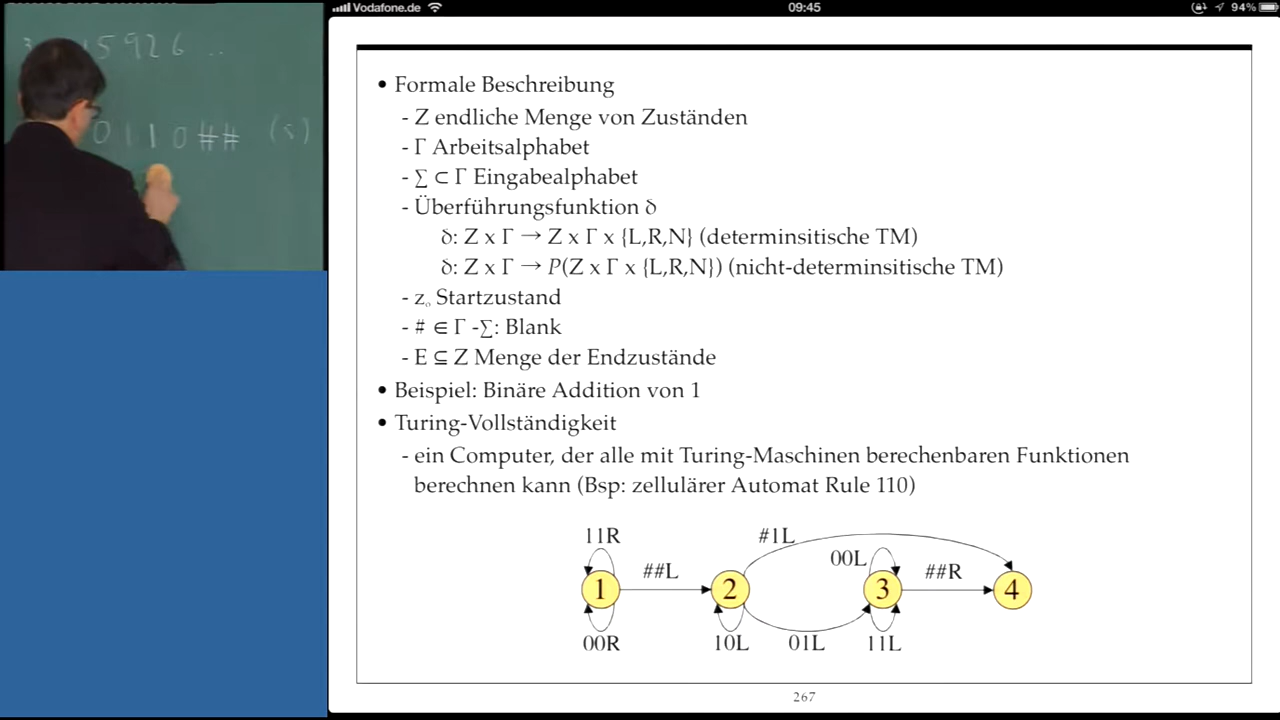 Vodafone.de
09:45
94%
5926 ..
0110## (s)
• Formale Beschreibung
- Z endliche Menge von Zuständen
- Γ Arbeitsalphabet
- ∑ ⊂ Γ Eingabealphabet
- Überführungsfunktion δ
δ: Z x Γ → Z x Γ x {L,R,N} (determinsitische TM)
δ: Z x Γ → P(Z x Γ x {L,R,N}) (nicht-determinsitische TM)
- z₀ Startzustand
- # ∈ Γ -∑: Blank
- E ⊆ Z Menge der Endzustände
• Beispiel: Binäre Addition von 1
• Turing-Vollständigkeit
- ein Computer, der alle mit Turing-Maschinen berechenbaren Funktionen
berechnen kann (Bsp: zellulärer Automat Rule 110)
11R
#1L
00L
##L
##R
1
2
3
4
00R
10L
01L
11L
267